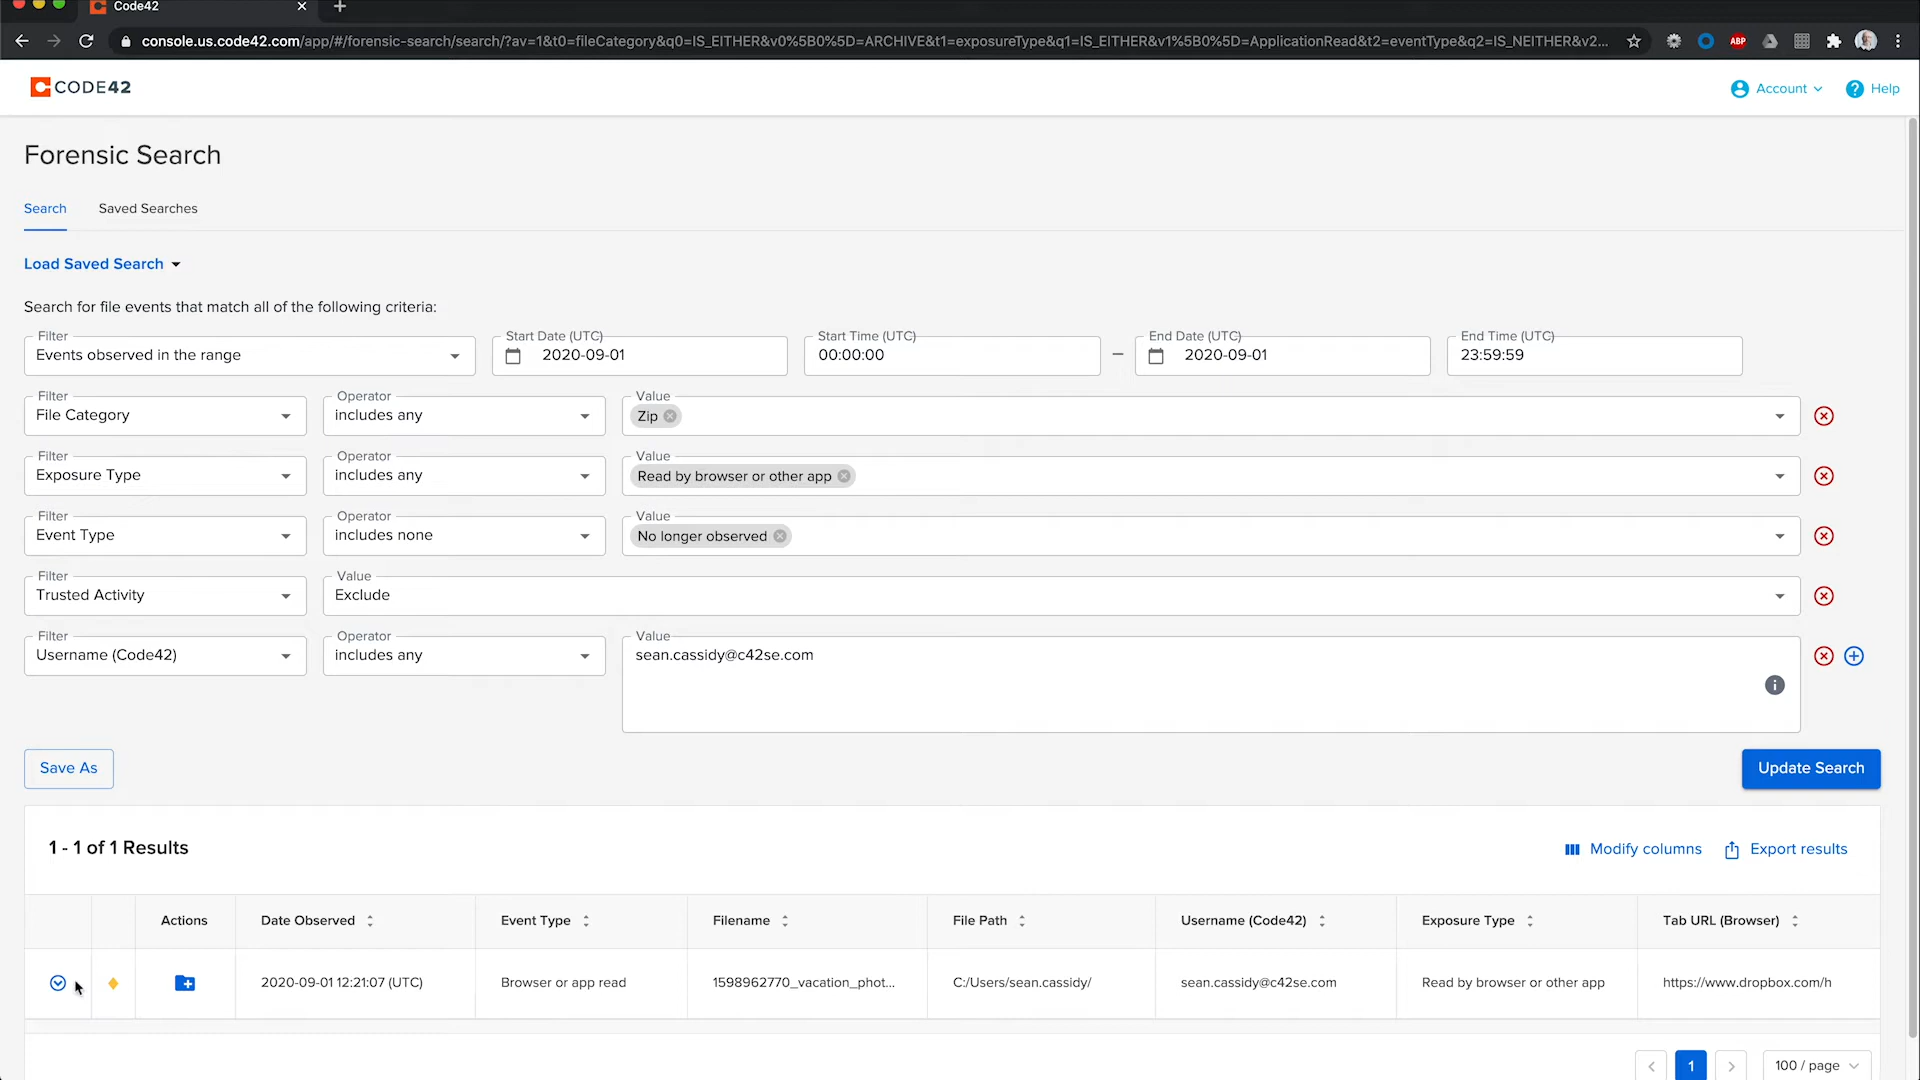 Code42
console.us.code42.com/app/#/forensic-search/search/?av=1&t0=fileCategory&q0=IS_EITHER&v0%5B0%5D=ARCHIVE&t1=exposureType&q1=IS_EITHER&v1%5B0%5D=ApplicationRead&t2=eventType&q2=IS_NEITHER&v2...
ABP
CODE42
Account
Help
Forensic Search
Search
Saved Searches
Load Saved Search
Search for file events that match all of the following criteria:
Filter
Events observed in the range
Start Date (UTC)
2020-09-01
Start Time (UTC)
00:00:00
–
End Date (UTC)
2020-09-01
End Time (UTC)
23:59:59
Filter
File Category
Operator
includes any
Value
Zip
Filter
Exposure Type
Operator
includes any
Value
Read by browser or other app
Filter
Event Type
Operator
includes none
Value
No longer observed
Filter
Trusted Activity
Value
Exclude
Filter
Username (Code42)
Operator
includes any
Value
sean.cassidy@c42se.com
Save As
Update Search
1 - 1 of 1 Results
Modify columns
Export results
Actions
Date Observed
Event Type
Filename
File Path
Username (Code42)
Exposure Type
Tab URL (Browser)
2020-09-01 12:21:07 (UTC)
Browser or app read
1598962770_vacation_phot...
C:/Users/sean.cassidy/
sean.cassidy@c42se.com
Read by browser or other app
https://www.dropbox.com/h
1
100 / page